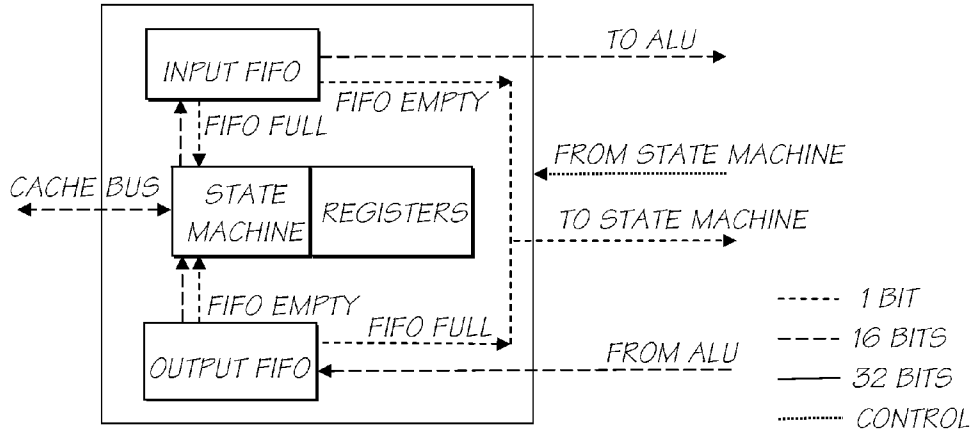 TO ALU
INPUT FIFO
FIFO EMPTY
FIFO FULL
FROM STATE MACHINE
CACHE BUS
STATE
MACHINE
REGISTERS
TO STATE MACHINE
FIFO EMPTY
1 BIT
FIFO FULL
16 BITS
FROM ALU
OUTPUT FIFO
32 BITS
CONTROL